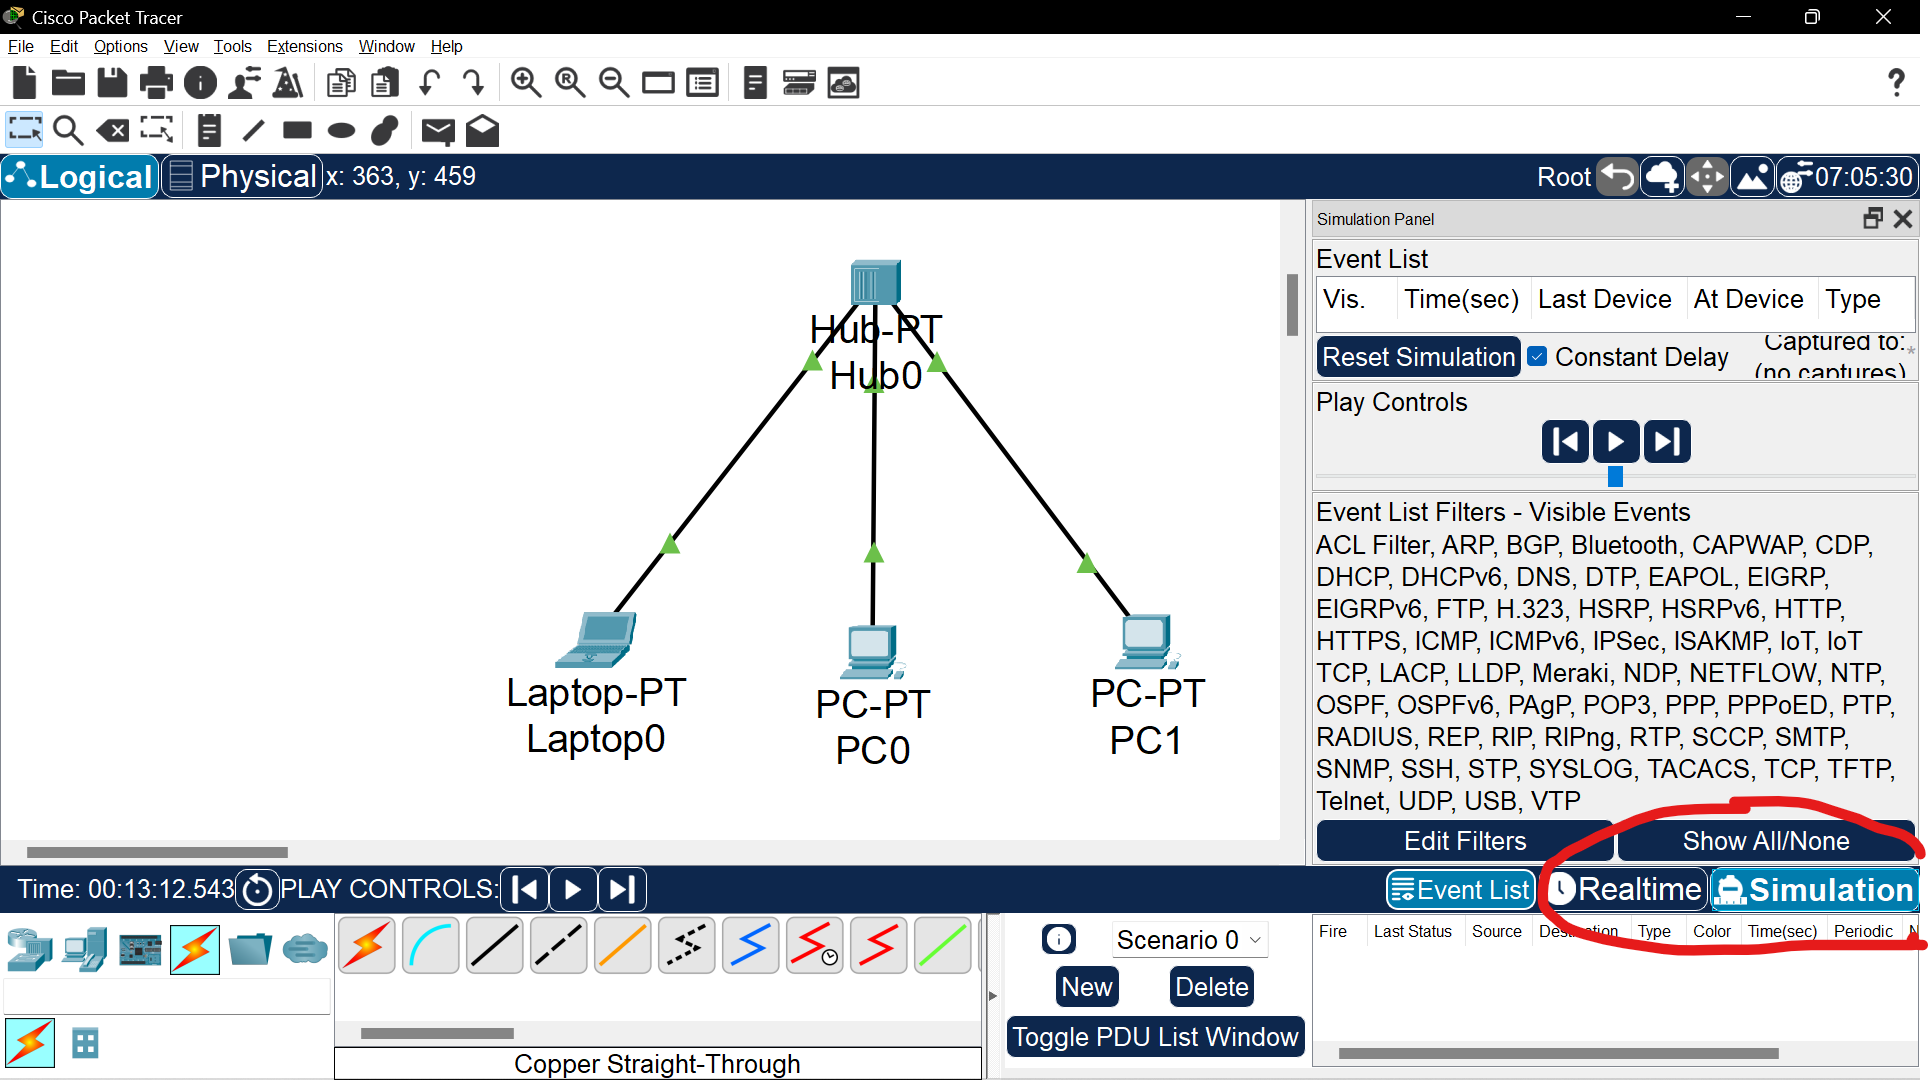 Cisco Packet Tracer
File Edit Options View Tools Extensions Window Help
Logical Physical x: 363, y: 459 Root 07:05:30
Simulation Panel
Event List
Vis. Time(sec) Last Device At Device Type
Reset Simulation Constant Delay Captured to: *
(no captures)
Play Controls
Hub-PT
Hub0
Laptop-PT
Laptop0
PC-PT
PC0
PC-PT
PC1
Event List Filters - Visible Events
ACL Filter, ARP, BGP, Bluetooth, CAPWAP, CDP,
DHCP, DHCPv6, DNS, DTP, EAPOL, EIGRP,
EIGRPv6, FTP, H.323, HSRP, HSRPv6, HTTP,
HTTPS, ICMP, ICMPv6, IPSec, ISAKMP, IoT, IoT
TCP, LACP, LLDP, Meraki, NDP, NETFLOW, NTP,
OSPF, OSPFv6, PAgP, POP3, PPP, PPPoED, PTP,
RADIUS, REP, RIP, RIPng, RTP, SCCP, SMTP,
SNMP, SSH, STP, SYSLOG, TACACS, TCP, TFTP,
Telnet, UDP, USB, VTP
Edit Filters Show All/None
Time: 00:13:12.543 PLAY CONTROLS: Event List Realtime Simulation
Scenario 0
New Delete
Toggle PDU List Window
Fire Last Status Source Destination Type Color Time(sec) Periodic
Copper Straight-Through